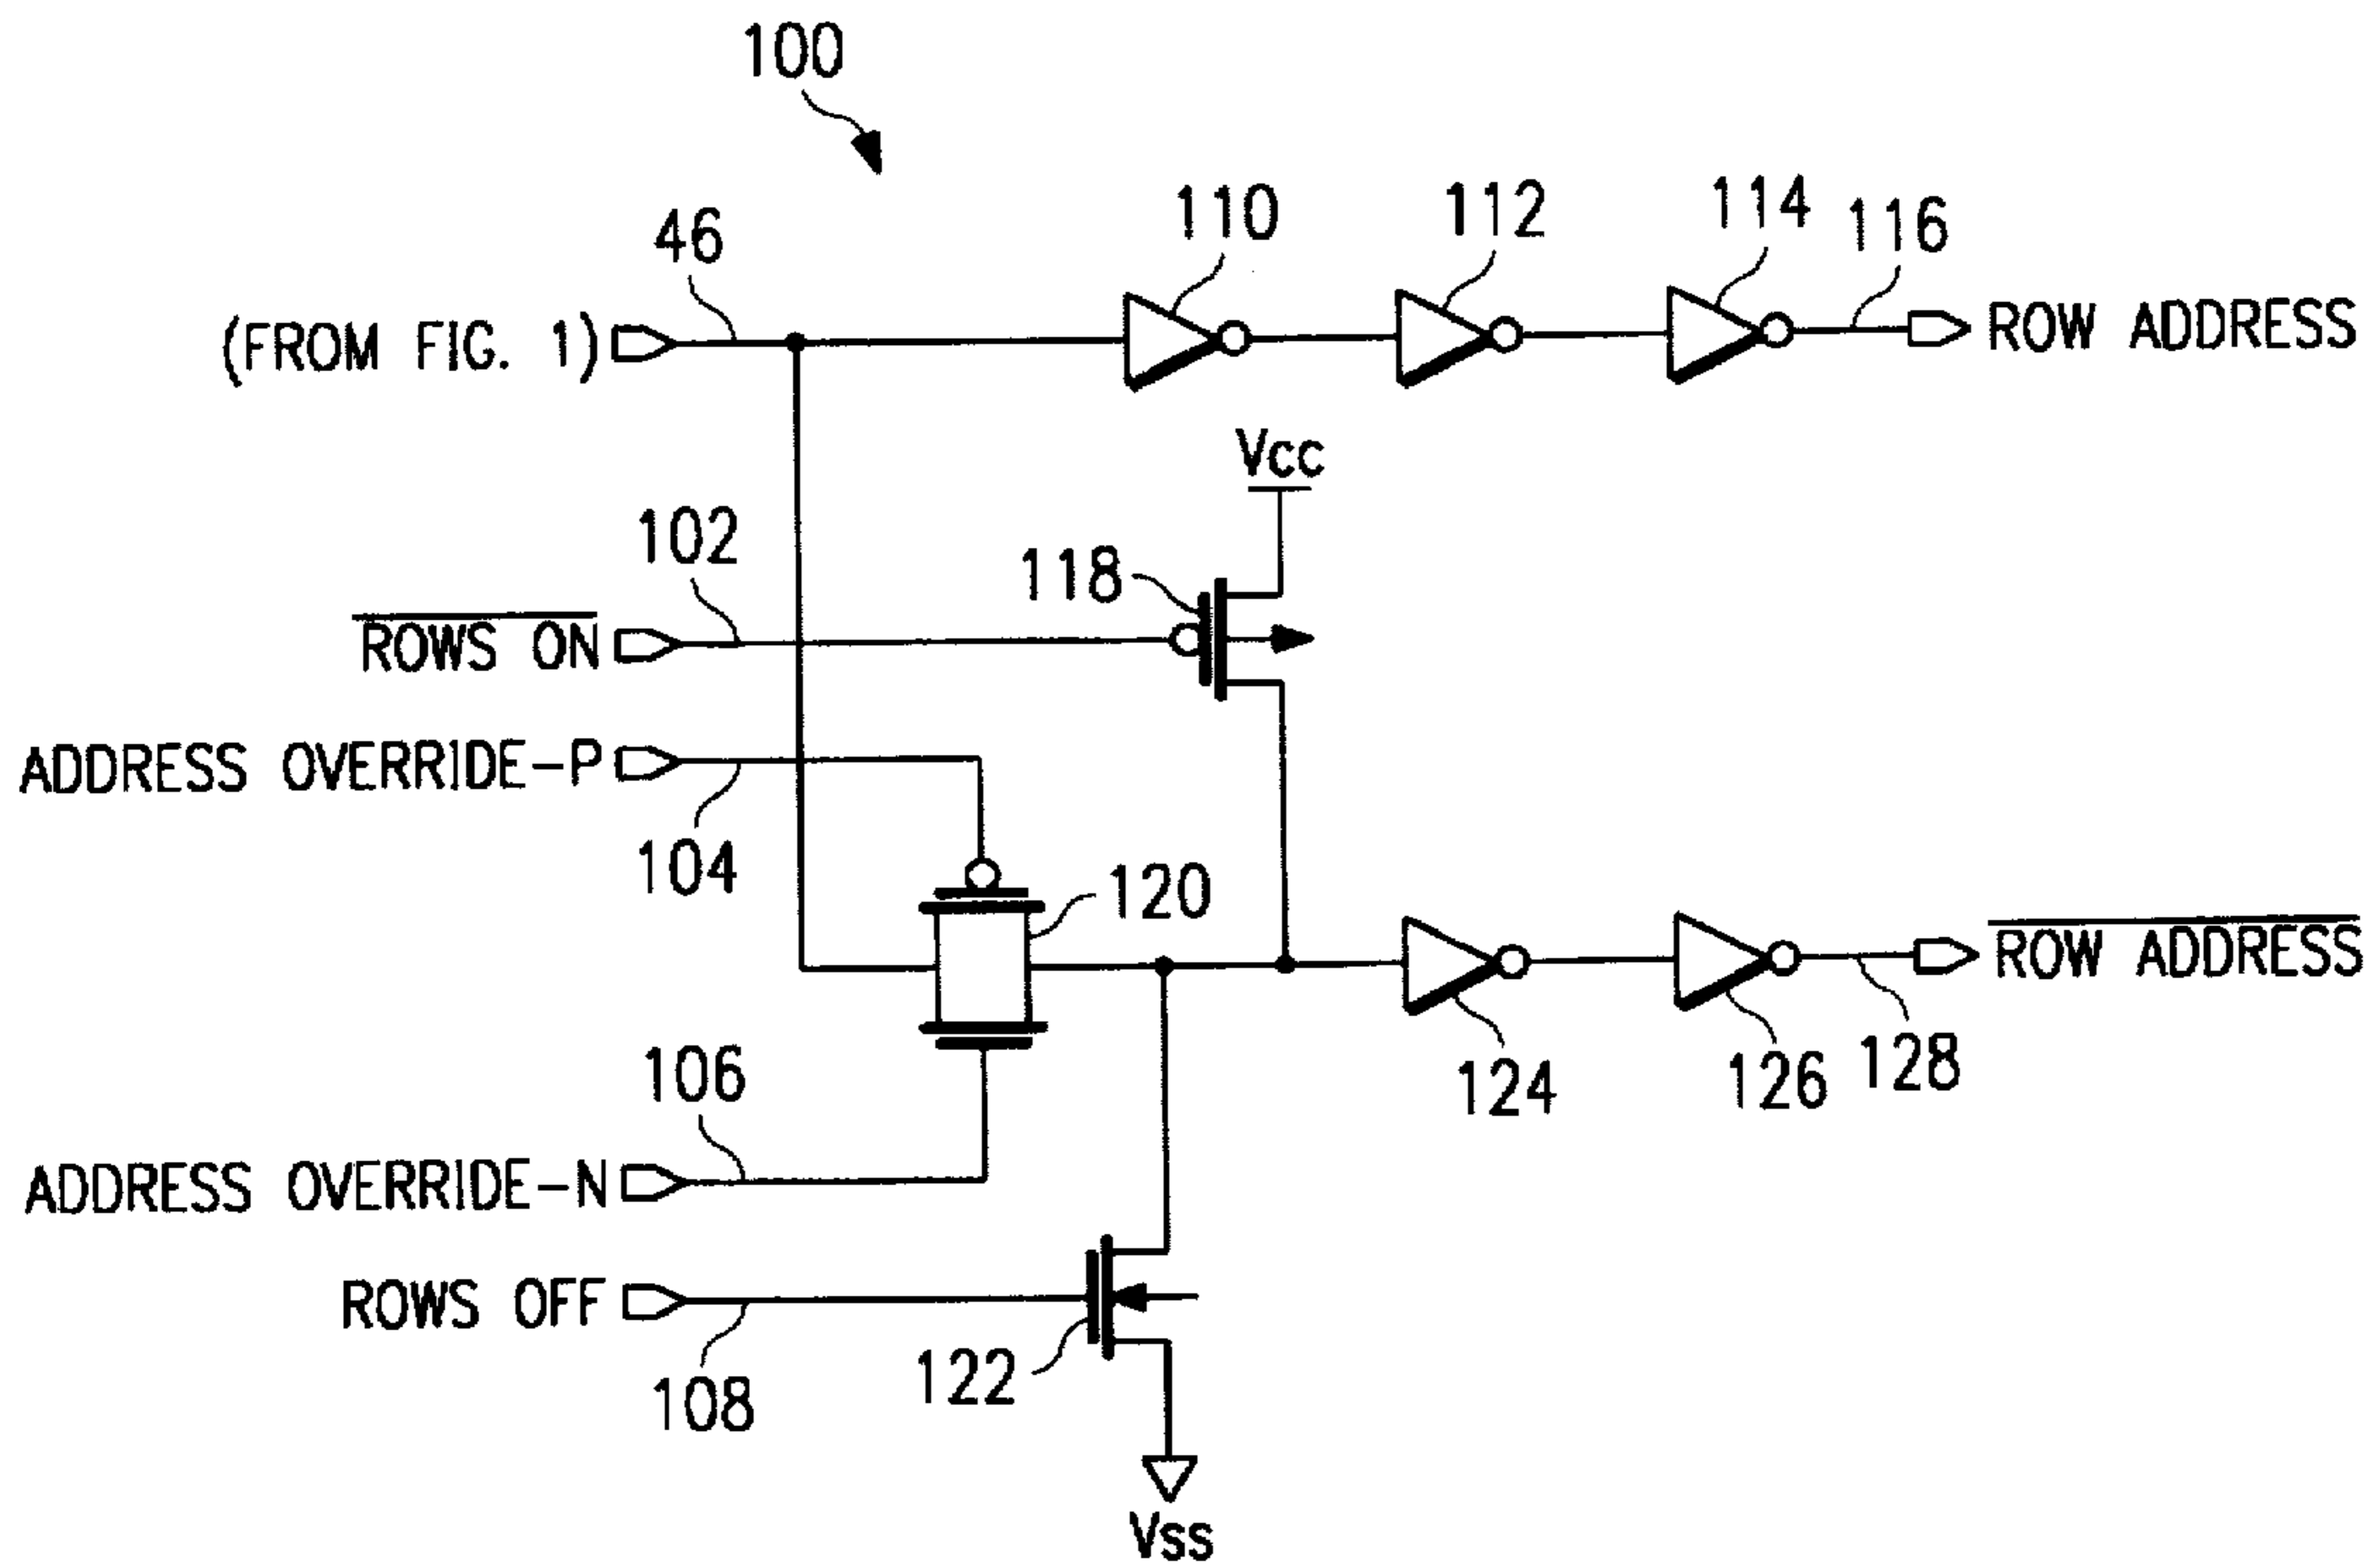 100
110
112
114
116
46
(FROM FIG. 1)
ROW ADDRESS
Vcc
102
118
ROWS ON
ADDRESS OVERRIDE-P
104
120
ROW ADDRESS
106
124
126
128
ADDRESS OVERRIDE-N
ROWS OFF
122
108
Vss